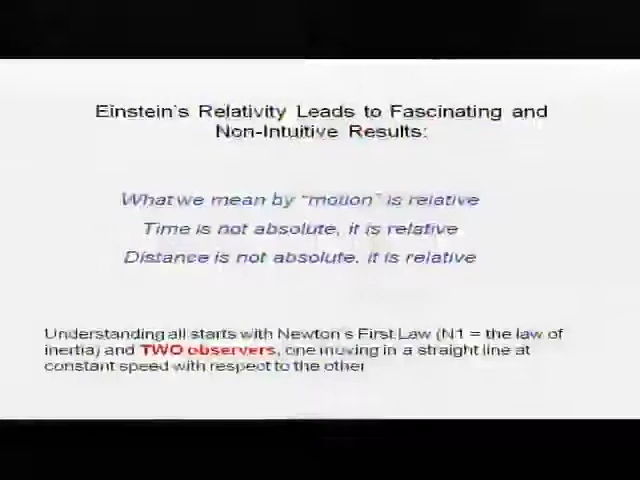 Einstein's Relativity Leads to Fascinating and
Non-Intuitive Results:
What we mean by "motion" is relative
Time is not absolute, it is relative
Distance is not absolute, it is relative
Understanding all starts with Newton's First Law (N1 = the law of
inertia) and TWO observers, one moving in a straight line at
constant speed with respect to the other